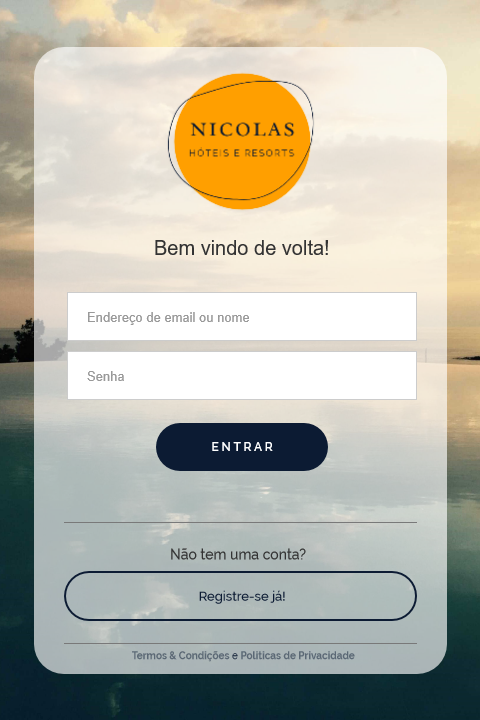 NICOLAS
HÓTEIS E RESORTS
Bem vindo de volta!
Endereço de email ou nome
Senha
ENTRAR
Não tem uma conta?
Registre-se já!
Termos & Condições e Politicas de Privacidade